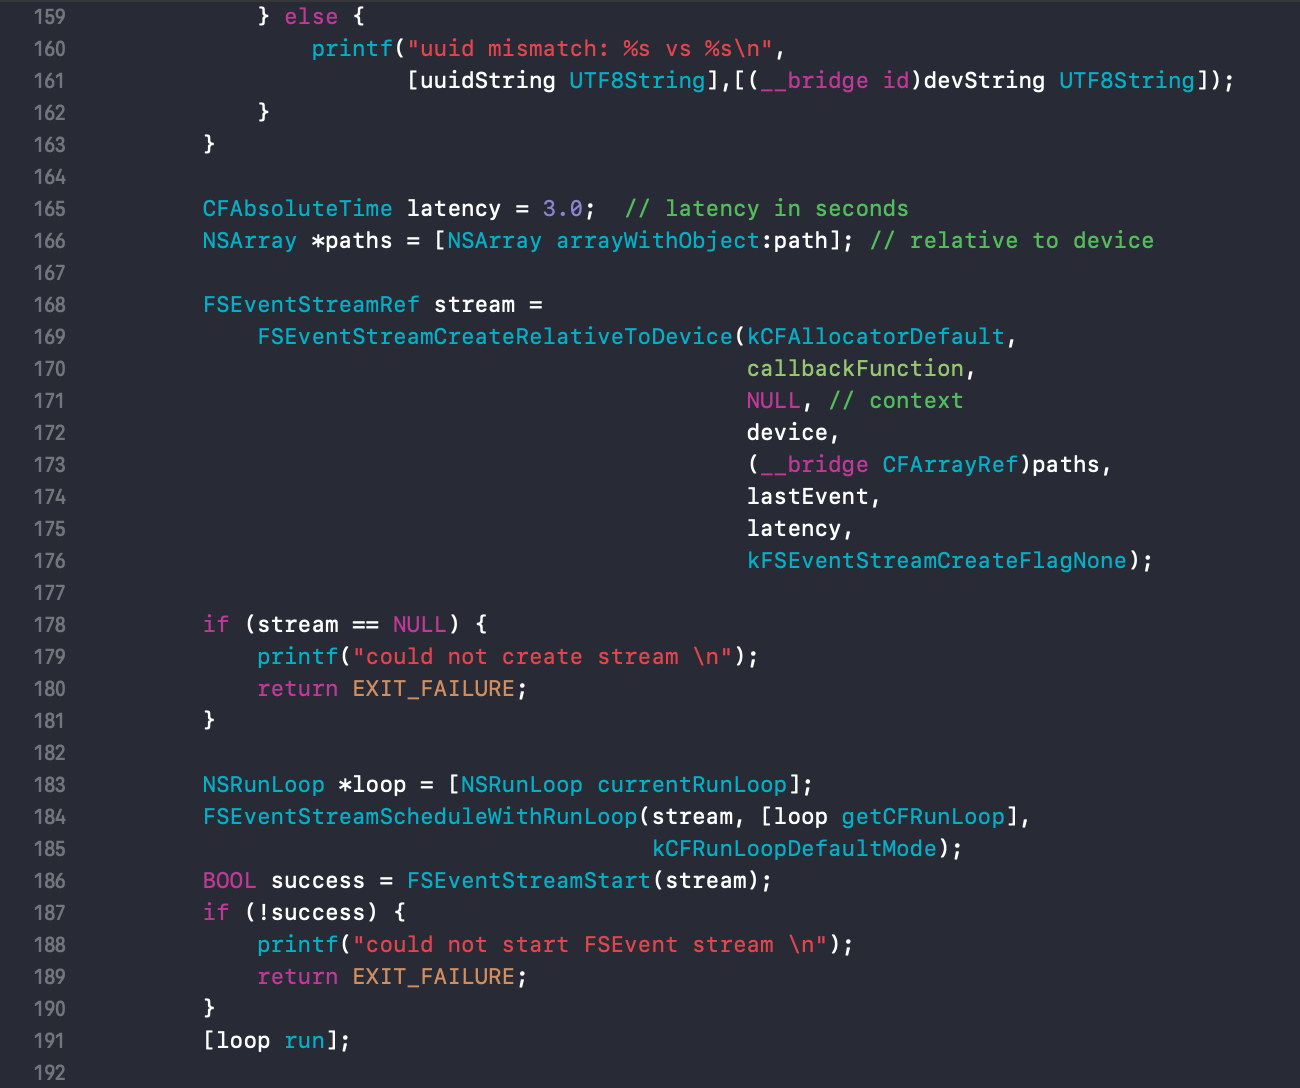 159 } else {
160 printf("uuid mismatch: %s vs %s\n",
161 [uuidString UTF8String],[(__bridge id)devString UTF8String]);
162 }
163 }
164
165 CFAbsoluteTime latency = 3.0; // latency in seconds
166 NSArray *paths = [NSArray arrayWithObject:path]; // relative to device
167
168 FSEventStreamRef stream =
169 FSEventStreamCreateRelativeToDevice(kCFAllocatorDefault,
170 callbackFunction,
171 NULL, // context
172 device,
173 (__bridge CFArrayRef)paths,
174 lastEvent,
175 latency,
176 kFSEventStreamCreateFlagNone);
177
178 if (stream == NULL) {
179 printf("could not create stream \n");
180 return EXIT_FAILURE;
181 }
182
183 NSRunLoop *loop = [NSRunLoop currentRunLoop];
184 FSEventStreamScheduleWithRunLoop(stream, [loop getCFRunLoop],
185 kCFRunLoopDefaultMode);
186 BOOL success = FSEventStreamStart(stream);
187 if (!success) {
188 printf("could not start FSEvent stream \n");
189 return EXIT_FAILURE;
190 }
191 [loop run];
192